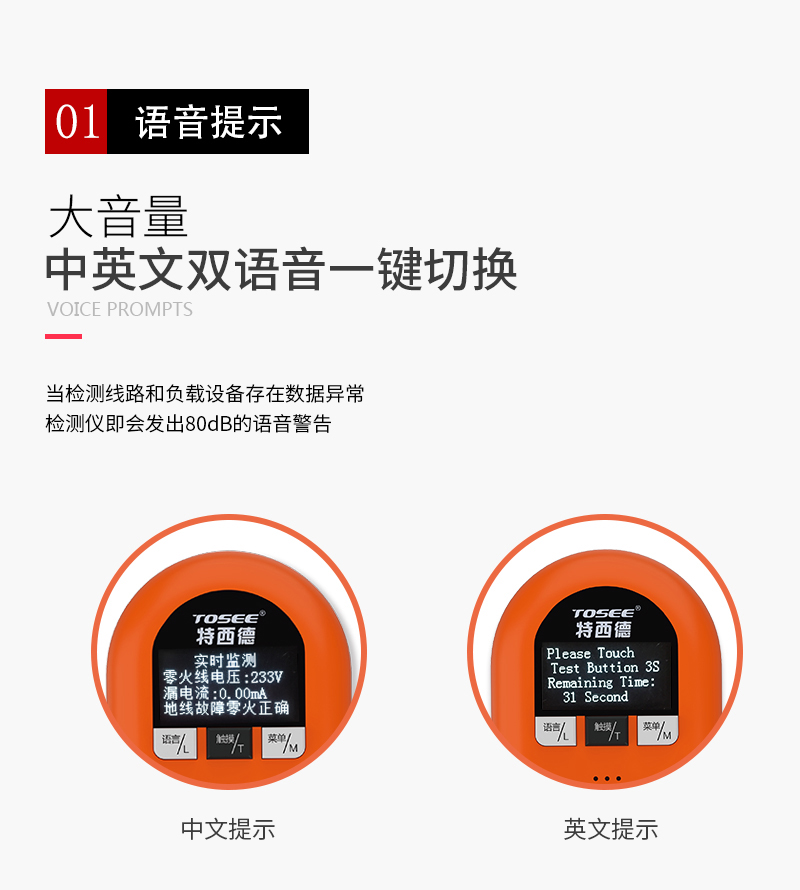 01 语音提示
大音量
中英文双语音一键切换
VOICE PROMPTS
当检测线路和负载设备存在数据异常
检测仪即会发出80dB的语音警告
TOSEE®
特西德
实时监测
零火线电压:233V
漏电流:0.00mA
地线故障零火正确
语言/L 触摸/T 菜单/M
中文提示
TOSEE®
特西德
Please Touch
Test Buttion 3S
Remaining Time:
31 Second
语言/L 触摸/T 菜单/M
英文提示